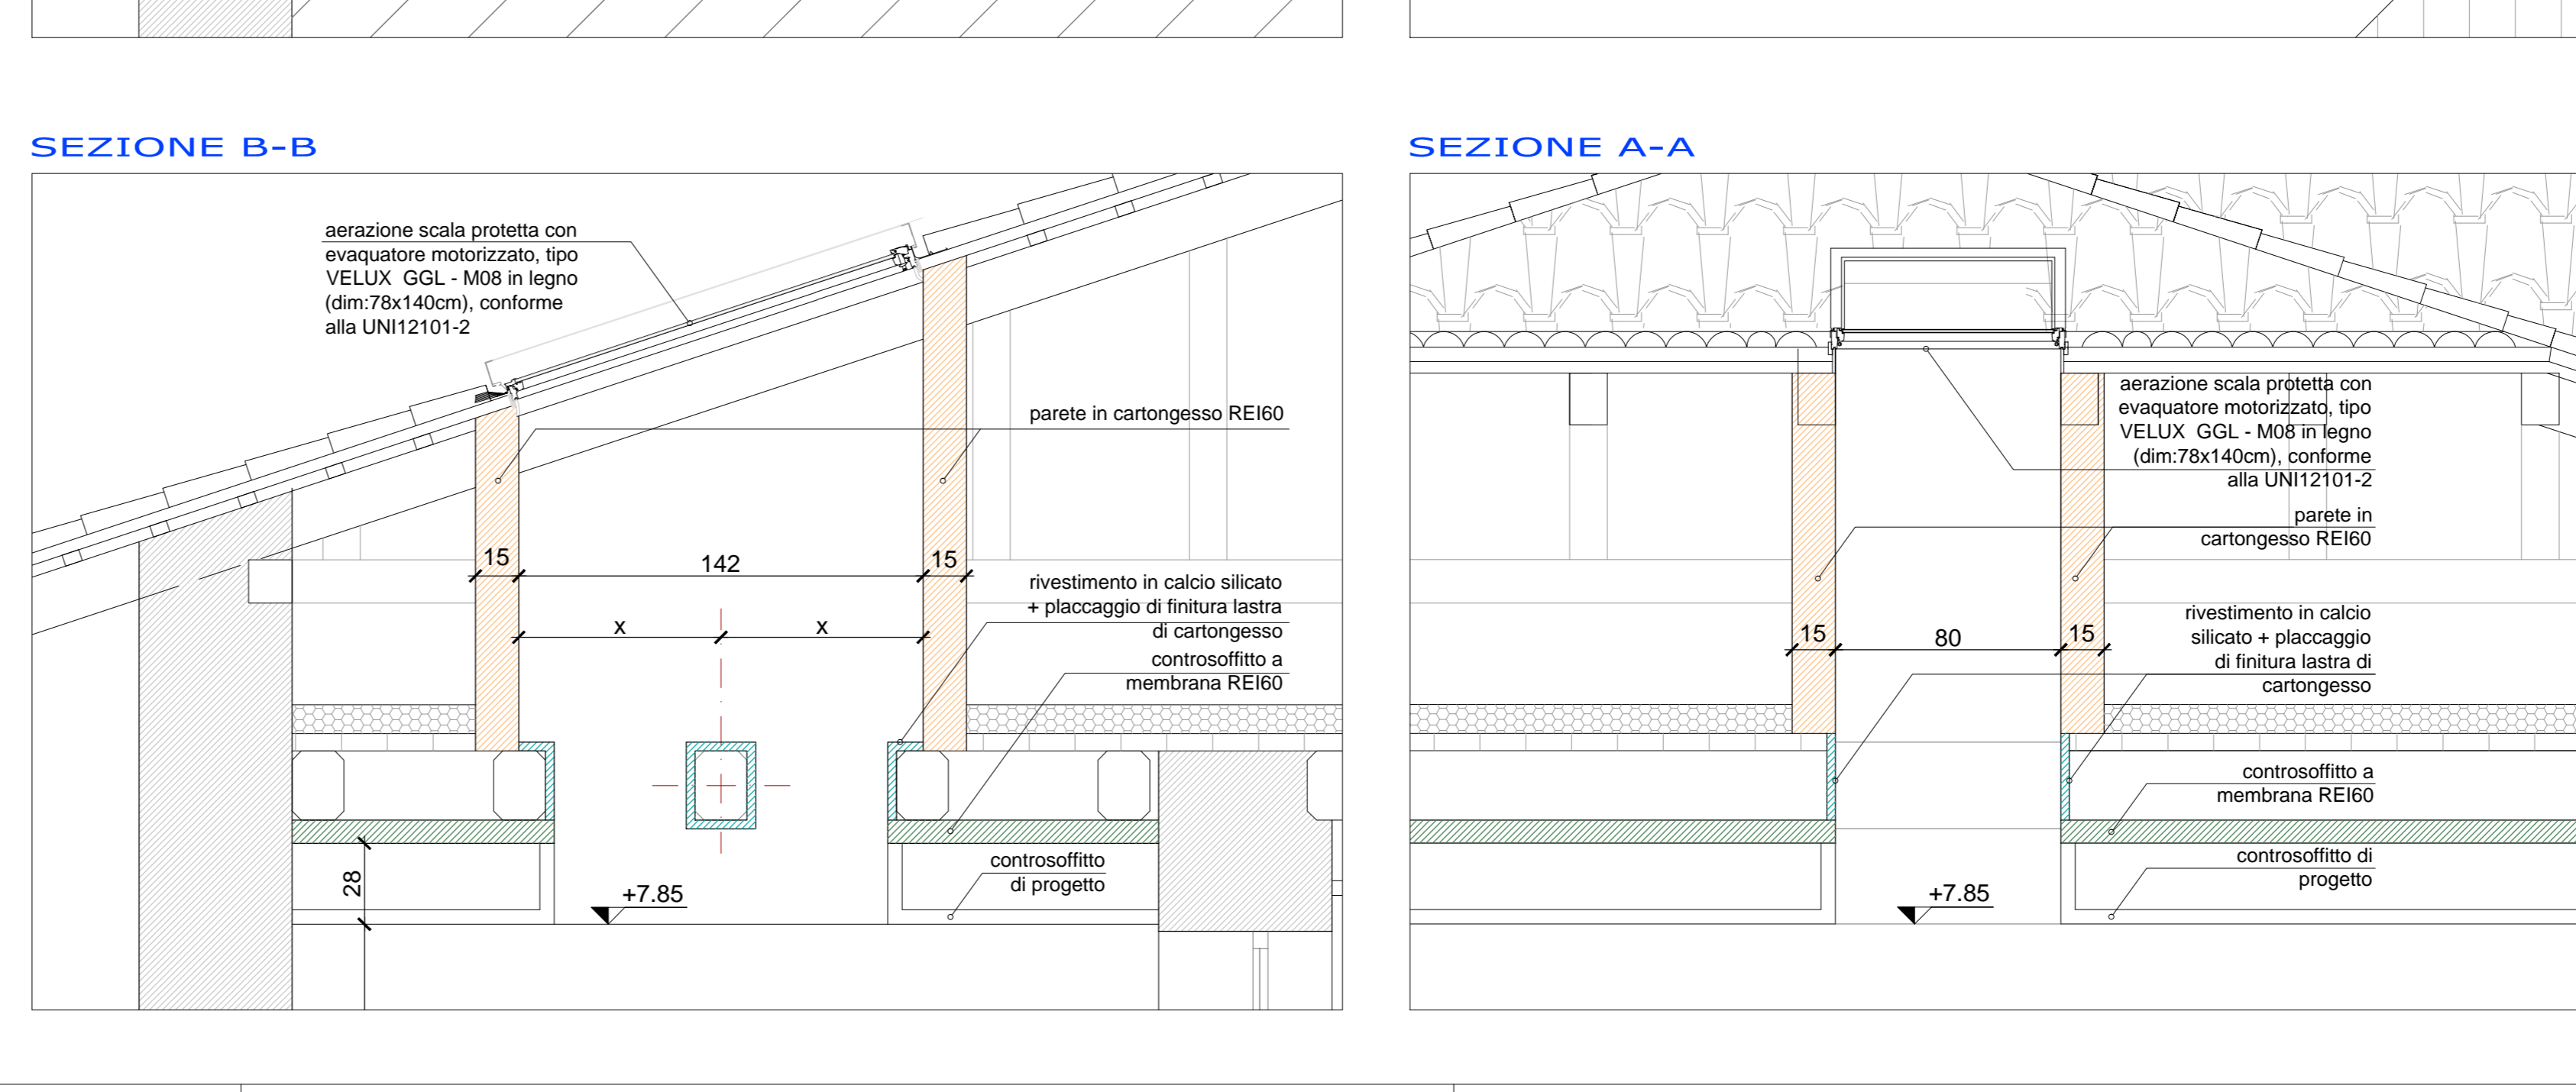 SEZIONE B-B
aerazione scala protetta con
evaquatore motorizzato, tipo
VELUX GGL - M08 in legno
(dim:78x140cm), conforme
alla UNI12101-2
parete in cartongesso REI60
15
142
15
rivestimento in calcio silicato
+ placcaggio di finitura lastra
di cartongesso
x
x
controsoffitto a
membrana REI60
controsoffitto
di progetto
28
+7.85
SEZIONE A-A
aerazione scala protetta con
evaquatore motorizzato, tipo
VELUX GGL - M08 in legno
(dim:78x140cm), conforme
alla UNI12101-2
parete in
cartongesso REI60
rivestimento in calcio
silicato + placcaggio
di finitura lastra di
cartongesso
15
80
15
controsoffitto a
membrana REI60
controsoffitto di
progetto
+7.85